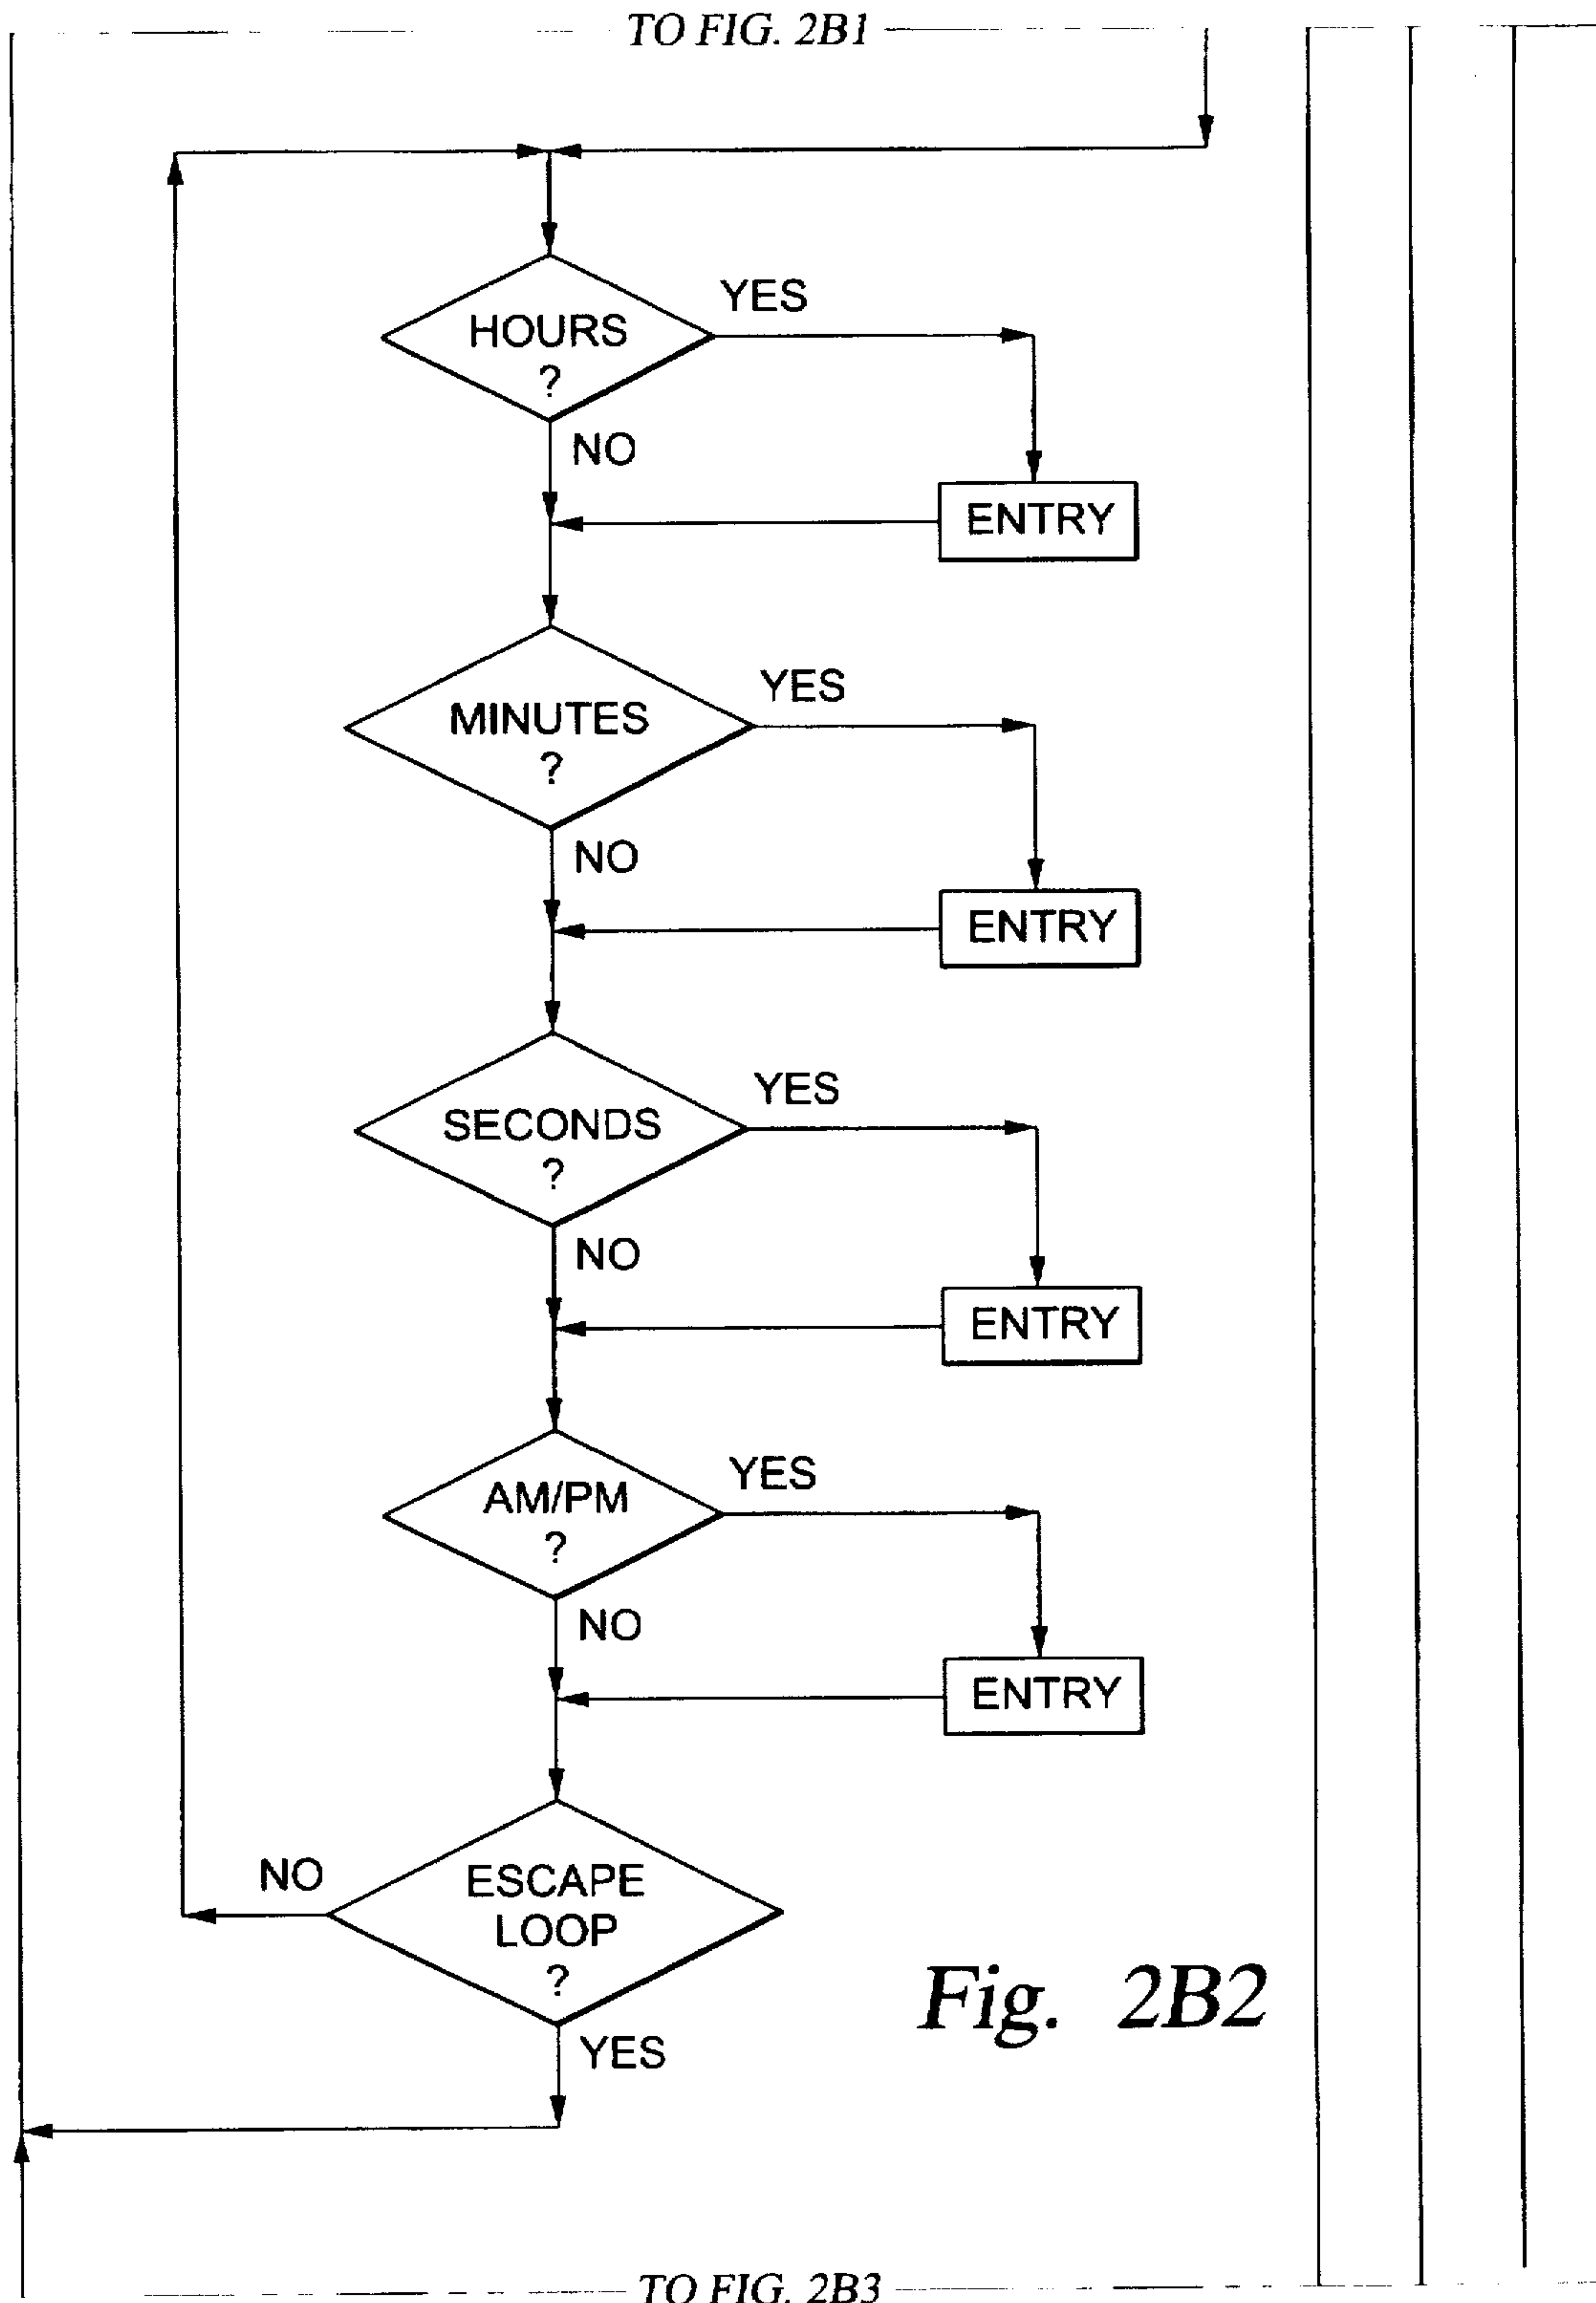 TO FIG. 2B1
YES
HOURS
?
NO
ENTRY
YES
MINUTES
?
NO
ENTRY
YES
SECONDS
?
NO
ENTRY
YES
AM/PM
?
NO
ENTRY
NO
ESCAPE
LOOP
?
YES
Fig. 2B2
TO FIG. 2B3